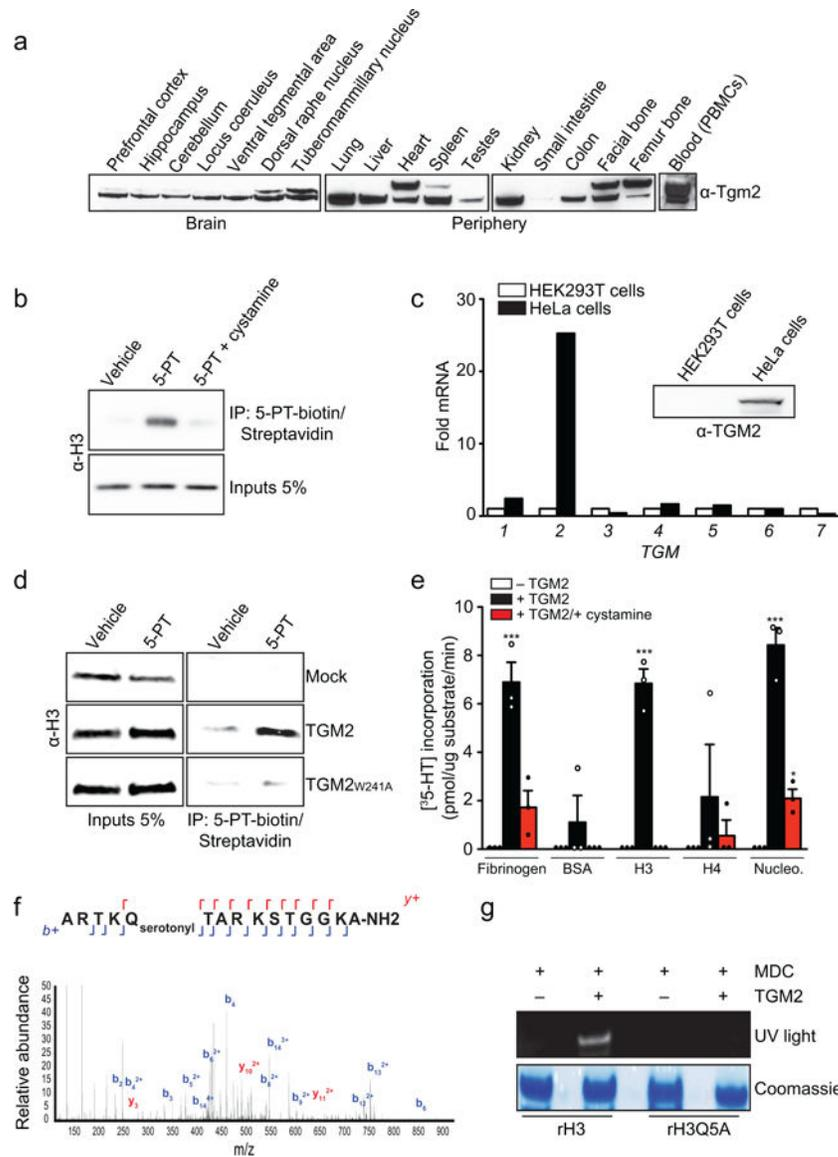 a
Prefrontal cortex
Hippocampus
Cerebellum
Locus coeruleus
Ventral tegmental area
Dorsal raphe nucleus
Tuberomammillary nucleus
Lung
Liver
Heart
Spleen
Testes
Kidney
Small intestine
Colon
Facial bone
Femur bone
Blood (PBMCs)
α-Tgm2
Brain
Periphery
b
Vehicle
5-PT
5-PT + cystamine
α-H3
IP: 5-PT-biotin/
Streptavidin
Inputs 5%
c
HEK293T cells
HeLa cells
Fold mRNA
30
20
10
0
1 2 3 4 5 6 7
TGM
HEK293T cells
HeLa cells
α-TGM2
d
Vehicle
5-PT
Vehicle
5-PT
α-H3
Mock
TGM2
TGM2W241A
Inputs 5%
IP: 5-PT-biotin/
Streptavidin
e
– TGM2
+ TGM2
+ TGM2/+ cystamine
[³5-HT] incorporation
(pmol/ug substrate/min)
10
8
6
4
2
0
***
***
***
*
Fibrinogen BSA H3 H4 Nucleo.
f
y+
A R T K Q serotonyl T A R K S T G G K A-NH2
b+
Relative abundance
50
45
40
35
30
25
20
15
10
5
0
b₂ b₄²⁺ y₃ b₃ b₅²⁺ b₁₄⁴⁺ b₆²⁺ b₄ y₁₀²⁺ b₈²⁺ b₁₄³⁺ b₉²⁺ y₁₁²⁺ b₁₂²⁺ b₁₃²⁺ b₆
150 200 250 300 350 400 450 500 550 600 650 700 750 800 850 900
m/z
g
+ + + + MDC
– + – + TGM2
UV light
Coomassie
rH3 rH3Q5A